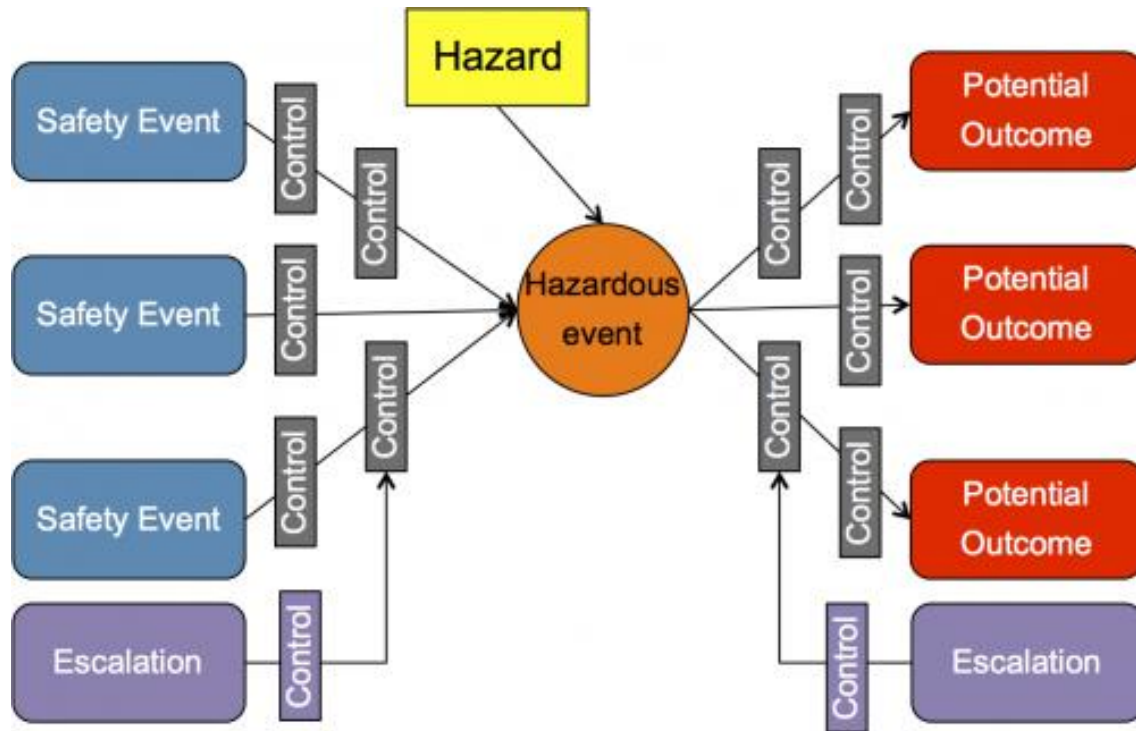 Hazard
Safety Event
Control
Control
Control
Control
Potential
Outcome
Safety Event
Control
Hazardous
event
Control
Potential
Outcome
Safety Event
Control
Control
Control
Control
Potential
Outcome
Escalation
Control
Control
Escalation